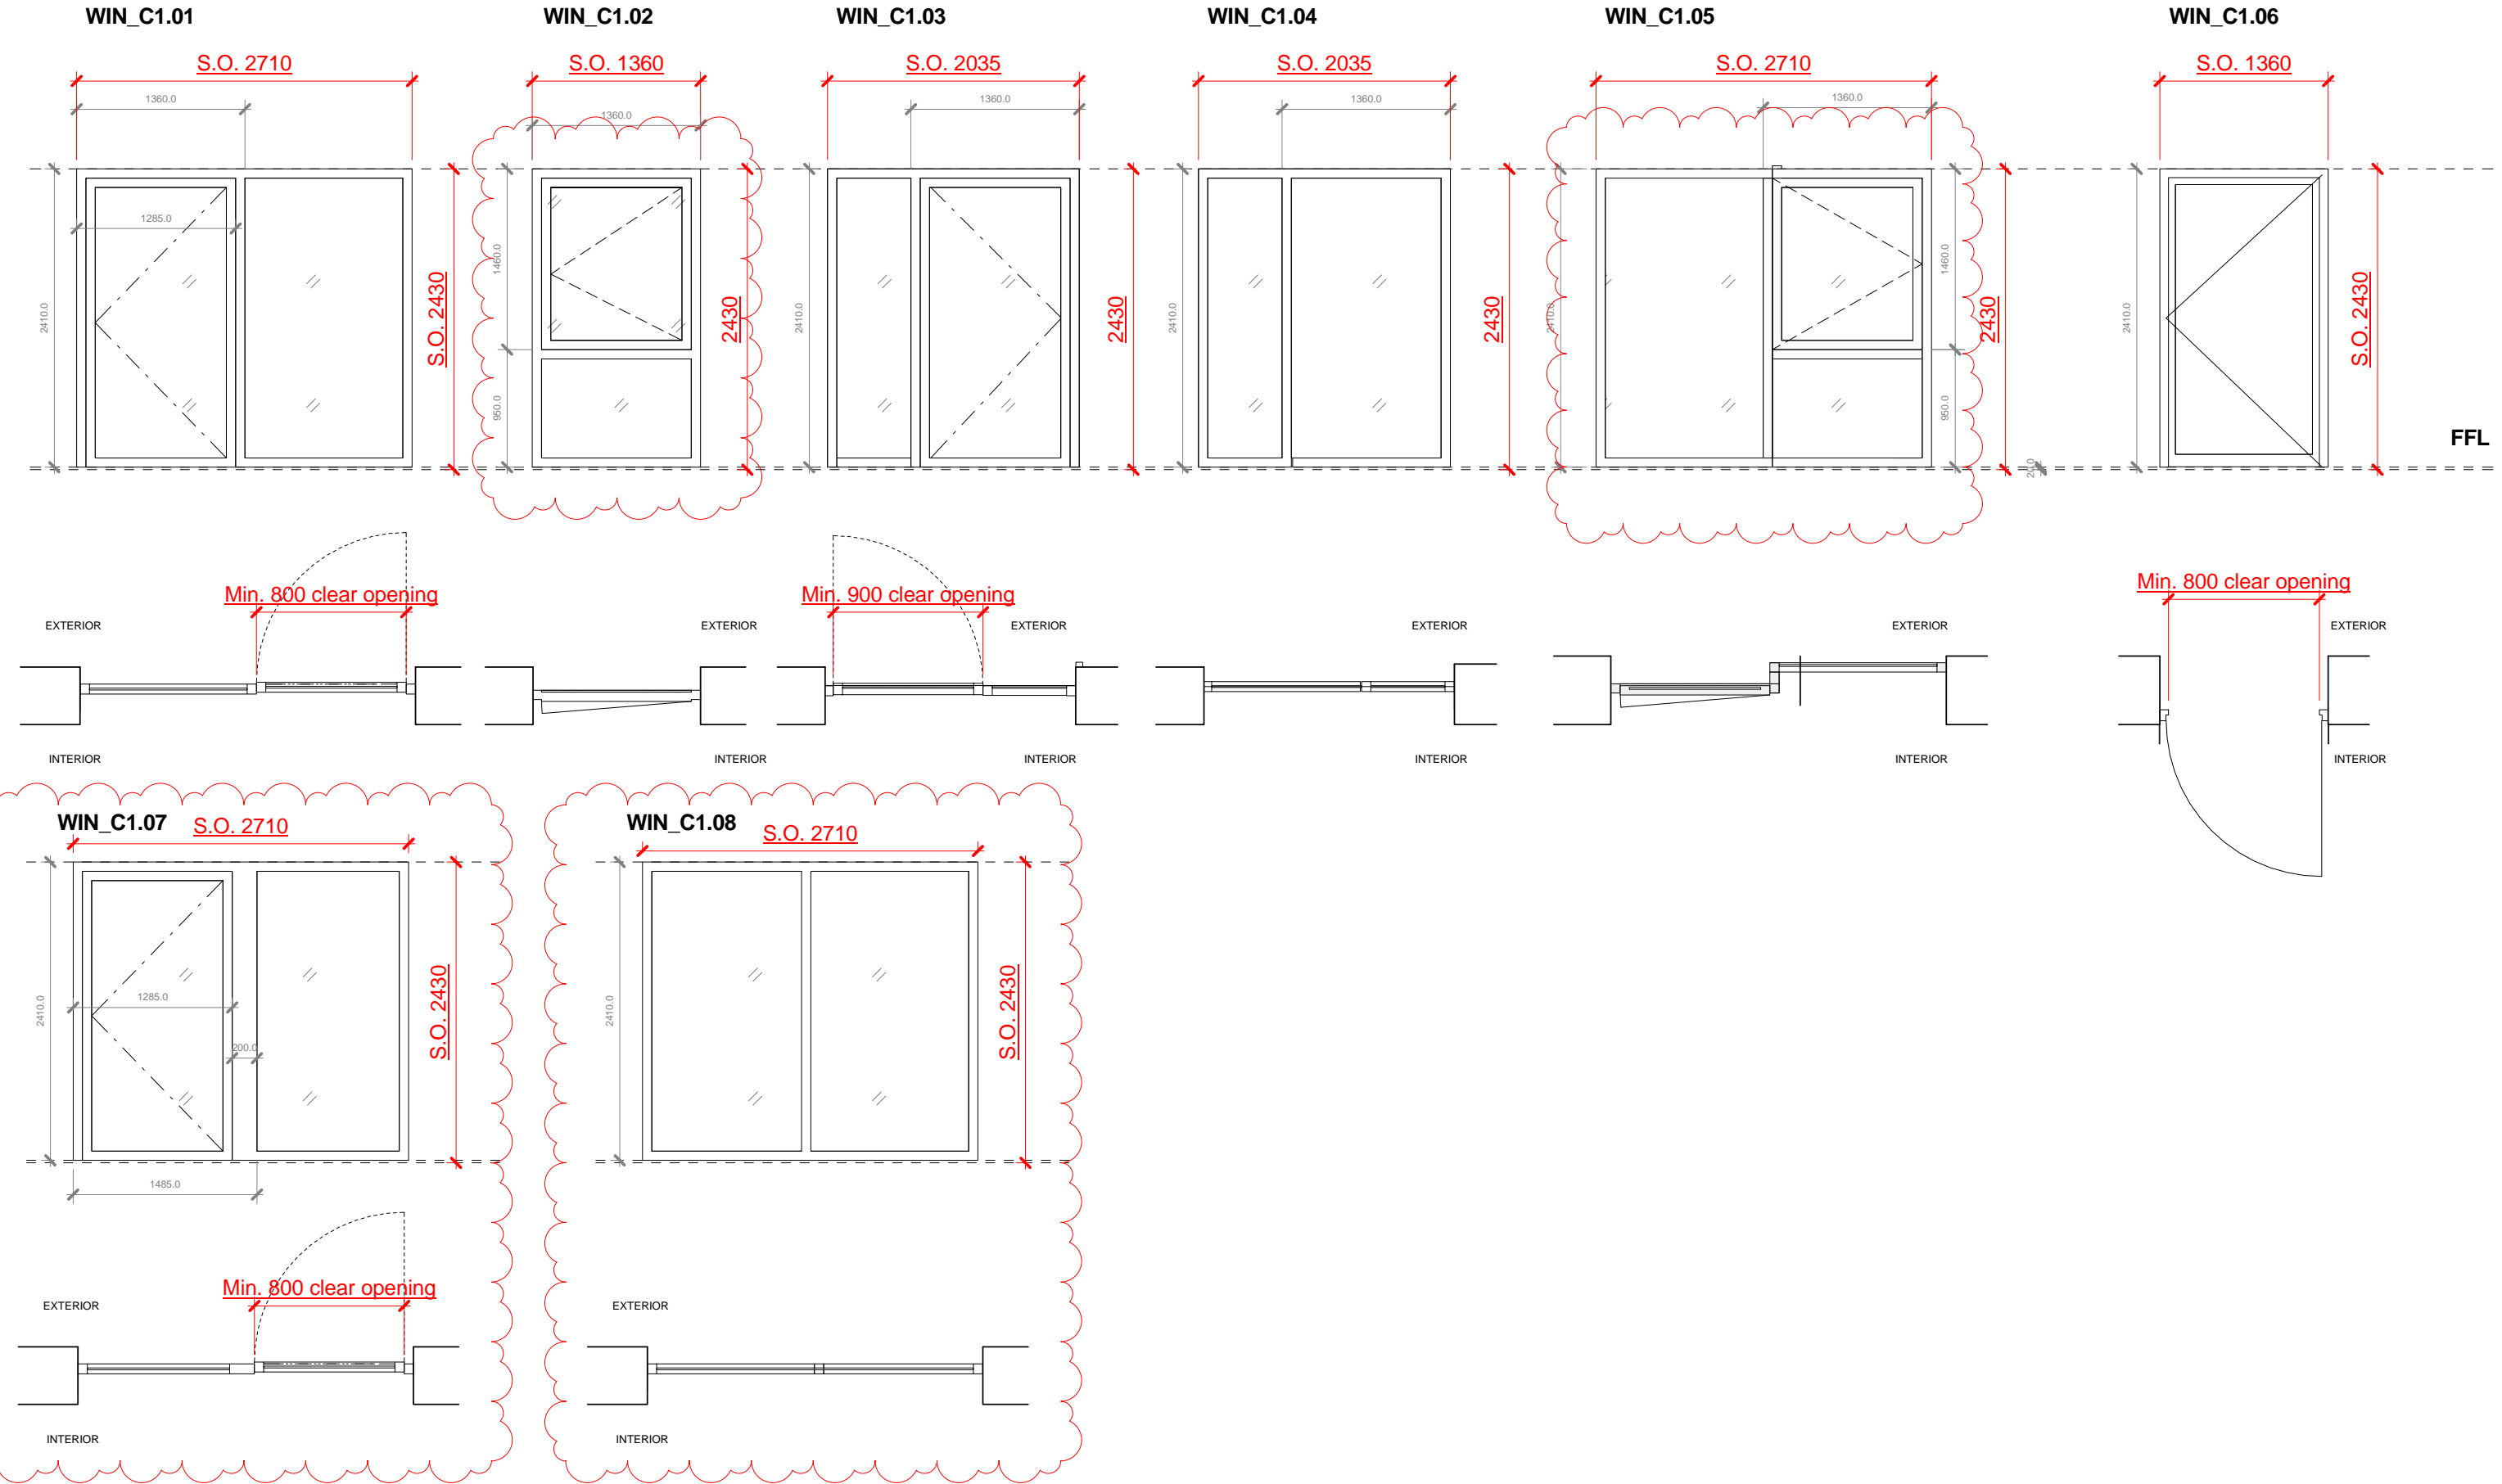 WIN_C1.01
WIN_C1.02
WIN_C1.03
WIN_C1.04
WIN_C1.05
WIN_C1.06
S.O. 2710
S.O. 1360
S.O. 2035
S.O. 2035
S.O. 2710
S.O. 1360
1360.0
1360.0
1360.0
1360.0
1360.0
2410.0
1285.0
S.O. 2430
1460.0
950.0
2430
2410.0
2430
2410.0
2430
2410.0
1460.0
950.0
2430
20.0
2410.0
S.O. 2430
FFL
Min. 800 clear opening
Min. 900 clear opening
Min. 800 clear opening
EXTERIOR
EXTERIOR
EXTERIOR
EXTERIOR
EXTERIOR
EXTERIOR
INTERIOR
INTERIOR
INTERIOR
INTERIOR
INTERIOR
INTERIOR
WIN_C1.07
S.O. 2710
WIN_C1.08
S.O. 2710
2410.0
1285.0
200.0
S.O. 2430
1485.0
2410.0
S.O. 2430
Min. 800 clear opening
EXTERIOR
EXTERIOR
INTERIOR
INTERIOR